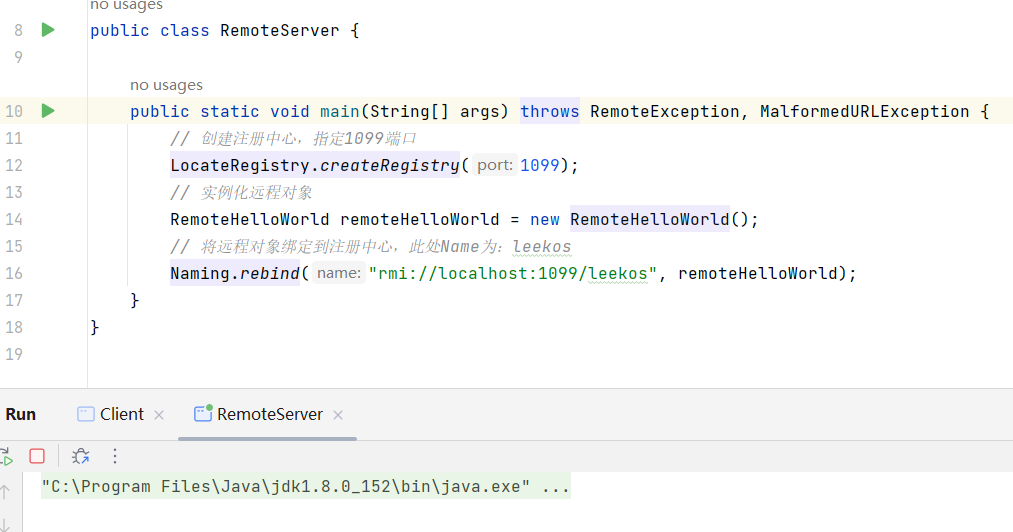 no usages
8 public class RemoteServer {
9
no usages
10 public static void main(String[] args) throws RemoteException, MalformedURLException {
11 // 创建注册中心，指定1099端口
12 LocateRegistry.createRegistry( port: 1099);
13 // 实例化远程对象
14 RemoteHelloWorld remoteHelloWorld = new RemoteHelloWorld();
15 // 将远程对象绑定到注册中心，此处Name为：leekos
16 Naming.rebind( name: "rmi://localhost:1099/leekos", remoteHelloWorld);
17 }
18 }
19
Run Client RemoteServer
"C:\Program Files\Java\jdk1.8.0_152\bin\java.exe" ...